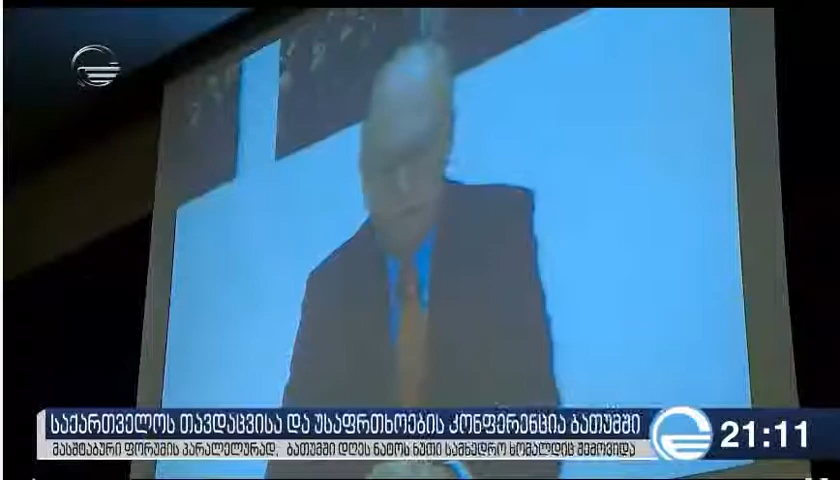 საქართველოს თავდაცვისა და უსაფრთხოების კონფერენცია ბათუმში
მასშტაბური ფორუმის პარალელურად, ბათუმში დღეს ნატოს ხუთი სამხედრო ხომალდიც შემოვიდა
21:11